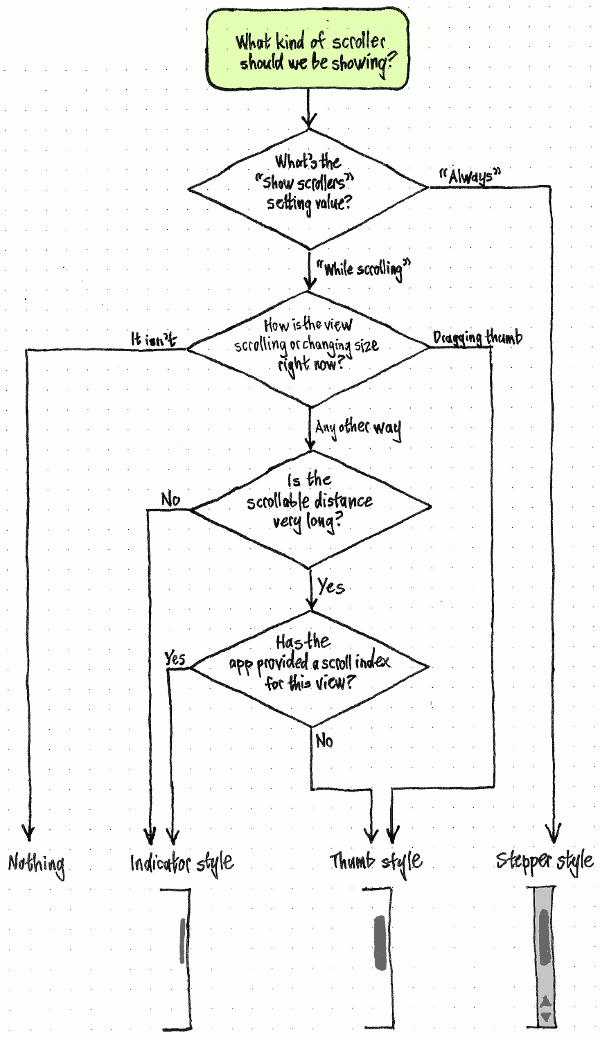 What kind of scroller
should we be showing?
What's the
"Show scrollers"
setting value?
"Always"
"While scrolling"
How is the view
scrolling or changing size
right now?
It isn't
Dragging thumb
Any other way
Is the
scrollable distance
very long?
No
Yes
Has the
app provided a scroll index
for this view?
Yes
No
Nothing
Indicator style
Thumb style
Stepper style